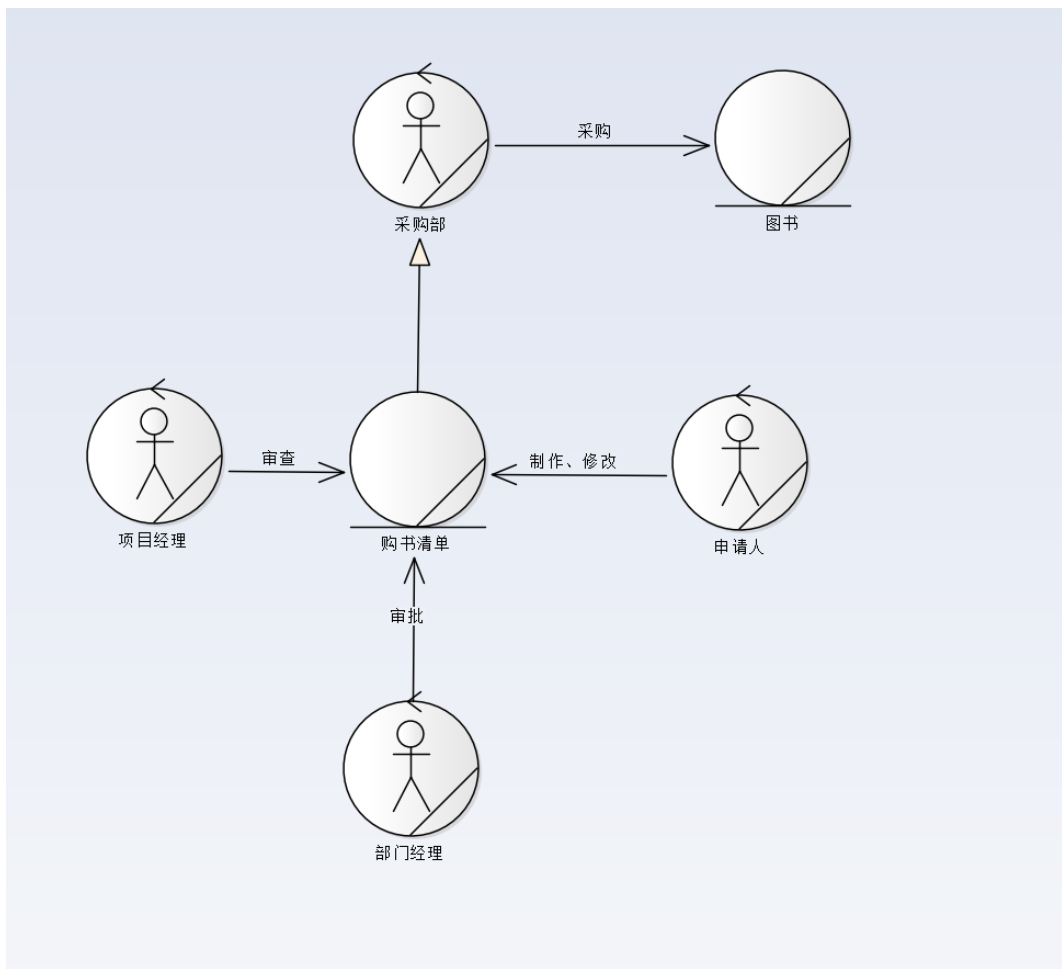 采购
采购部
图书
审查
制作、修改
项目经理
购书清单
申请人
审批
部门经理